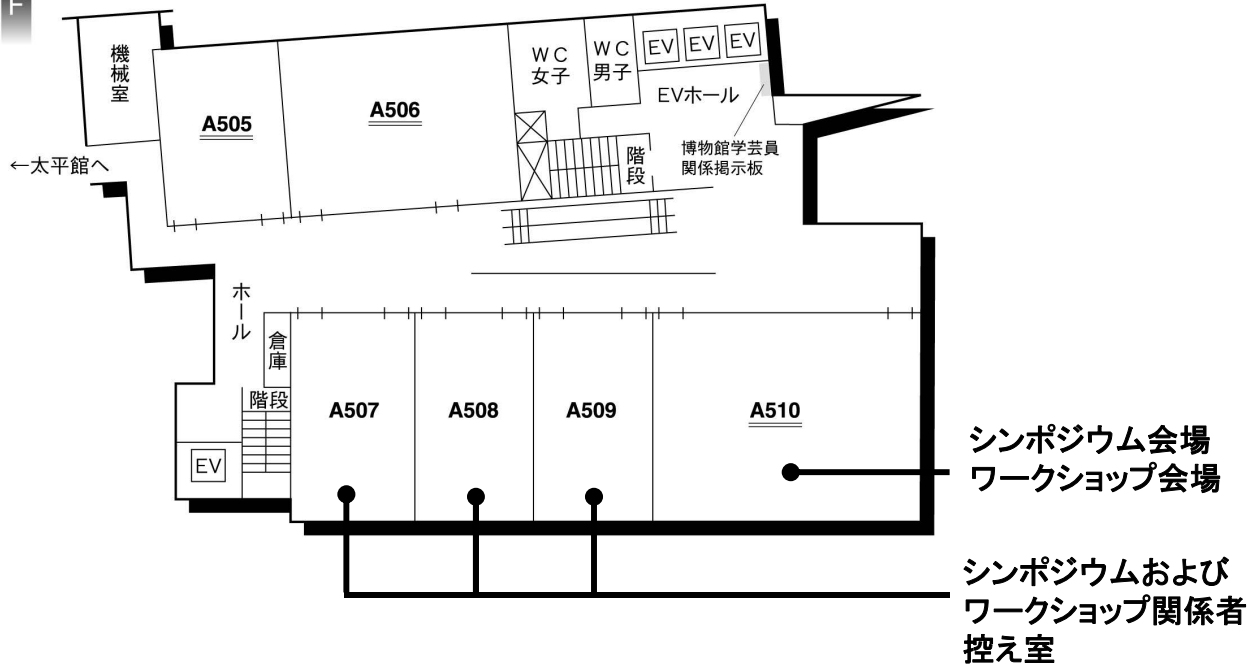 F
機械室
A505
A506
WC
女子
WC
男子
EV
EV
EV
EVホール
博物館学芸員
関係掲示板
階段
←太平館へ
ホール
倉庫
階段
EV
A507
A508
A509
A510
シンポジウム会場
ワークショップ会場
シンポジウムおよび
ワークショップ関係者
控え室